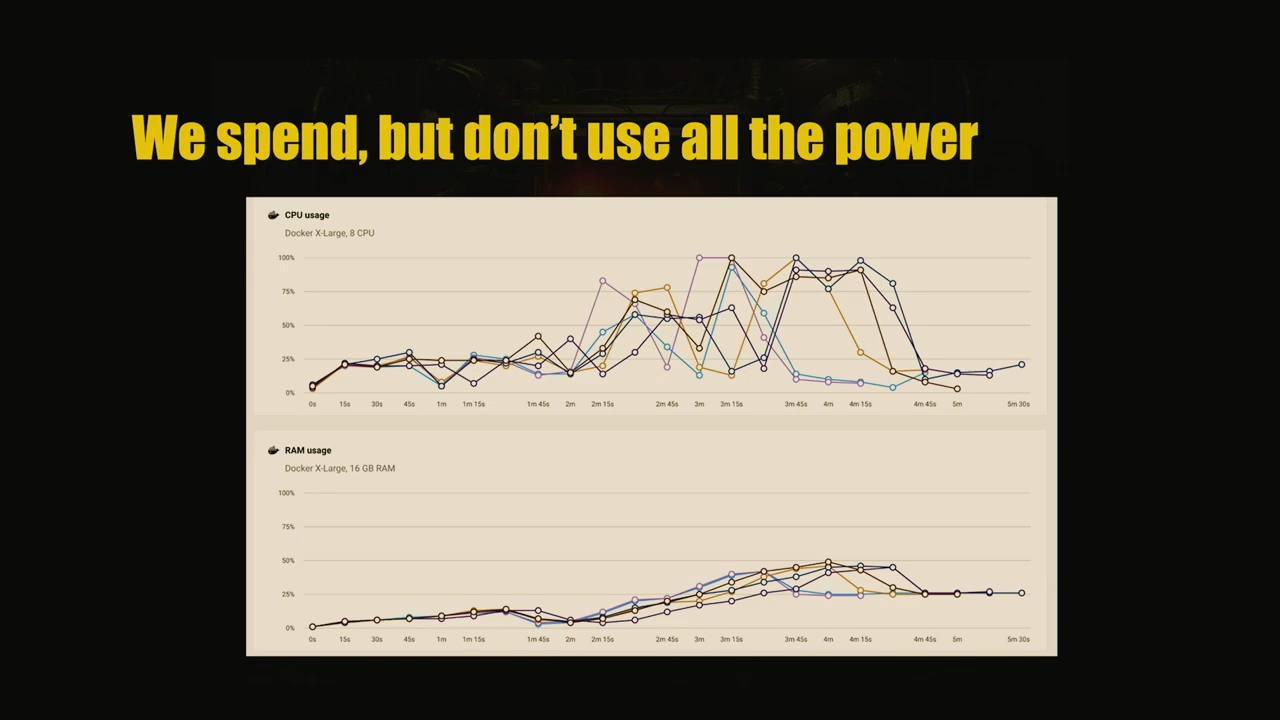 We spend, but don't use all the power
CPU usage
Docker X-Large, 8 CPU
100%
75%
50%
25%
0%
0s 15s 30s 45s 1m 1m 15s 1m 45s 2m 2m 15s 2m 45s 3m 3m 15s 3m 45s 4m 4m 15s 4m 45s 5m 5m 30s
RAM usage
Docker X-Large, 16 GB RAM
100%
75%
50%
25%
0%
0s 15s 30s 45s 1m 1m 15s 1m 45s 2m 2m 15s 2m 45s 3m 3m 15s 3m 45s 4m 4m 15s 4m 45s 5m 5m 30s